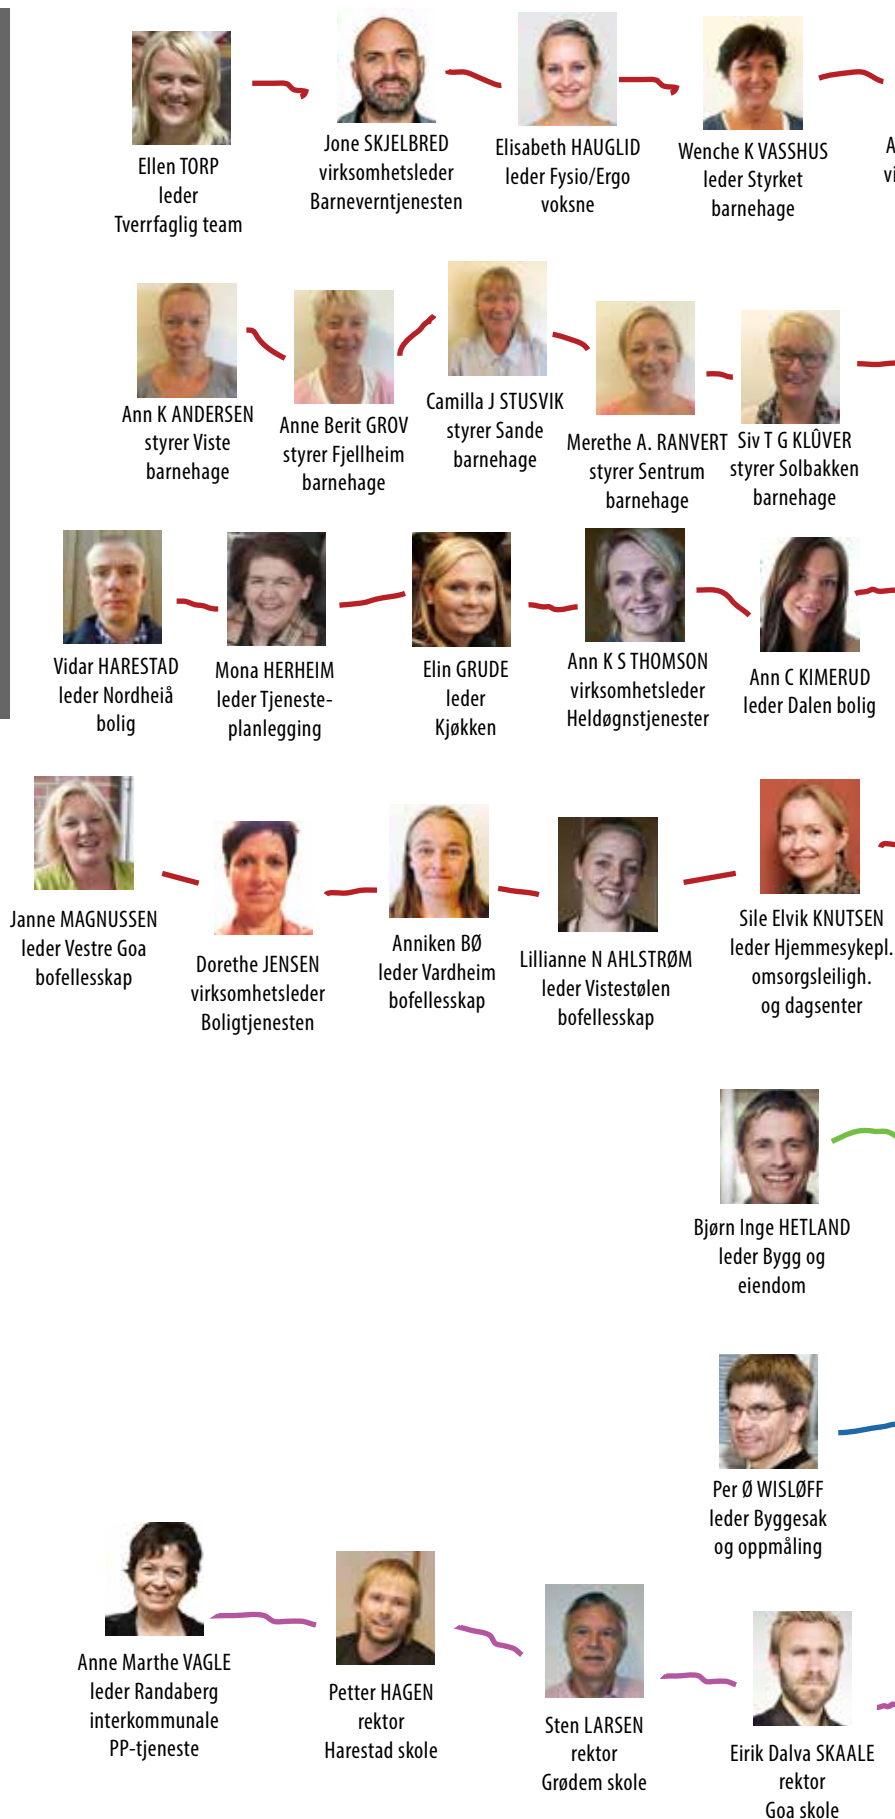 Ellen TORP
leder
Tverrfaglig team
Jone SKJELBRED
virksomhetsleder
Barneverntjenesten
Elisabeth HAUGLID
leder Fysio/Ergo
voksne
Wenche K VASSHUS
leder Styrket
barnehage
Ann K ANDERSEN
styrer Viste
barnehage
Anne Berit GROV
styrer Fjellheim
barnehage
Camilla J STUSVIK
styrer Sande
barnehage
Merethe A. RANVERT
styrer Sentrum
barnehage
Siv T G KLÛVER
styrer Solbakken
barnehage
Vidar HARESTAD
leder Nordheiå
bolig
Mona HERHEIM
leder Tjeneste-
planlegging
Elin GRUDE
leder
Kjøkken
Ann K S THOMSON
virksomhetsleder
Heldøgnstjenester
Ann C KIMERUD
leder Dalen bolig
Janne MAGNUSSEN
leder Vestre Goa
bofellesskap
Dorethe JENSEN
virksomhetsleder
Boligtjenesten
Anniken BØ
leder Vardheim
bofellesskap
Lillianne N AHLSTRØM
leder Vistestølen
bofellesskap
Sile Elvik KNUTSEN
leder Hjemmesykepl.
omsorgsleiligh.
og dagsenter
Bjørn Inge HETLAND
leder Bygg og
eiendom
Per Ø WISLØFF
leder Byggesak
og oppmåling
Anne Marthe VAGLE
leder Randaberg
interkommunale
PP-tjeneste
Petter HAGEN
rektor
Harestad skole
Sten LARSEN
rektor
Grødem skole
Eirik Dalva SKAALE
rektor
Goa skole